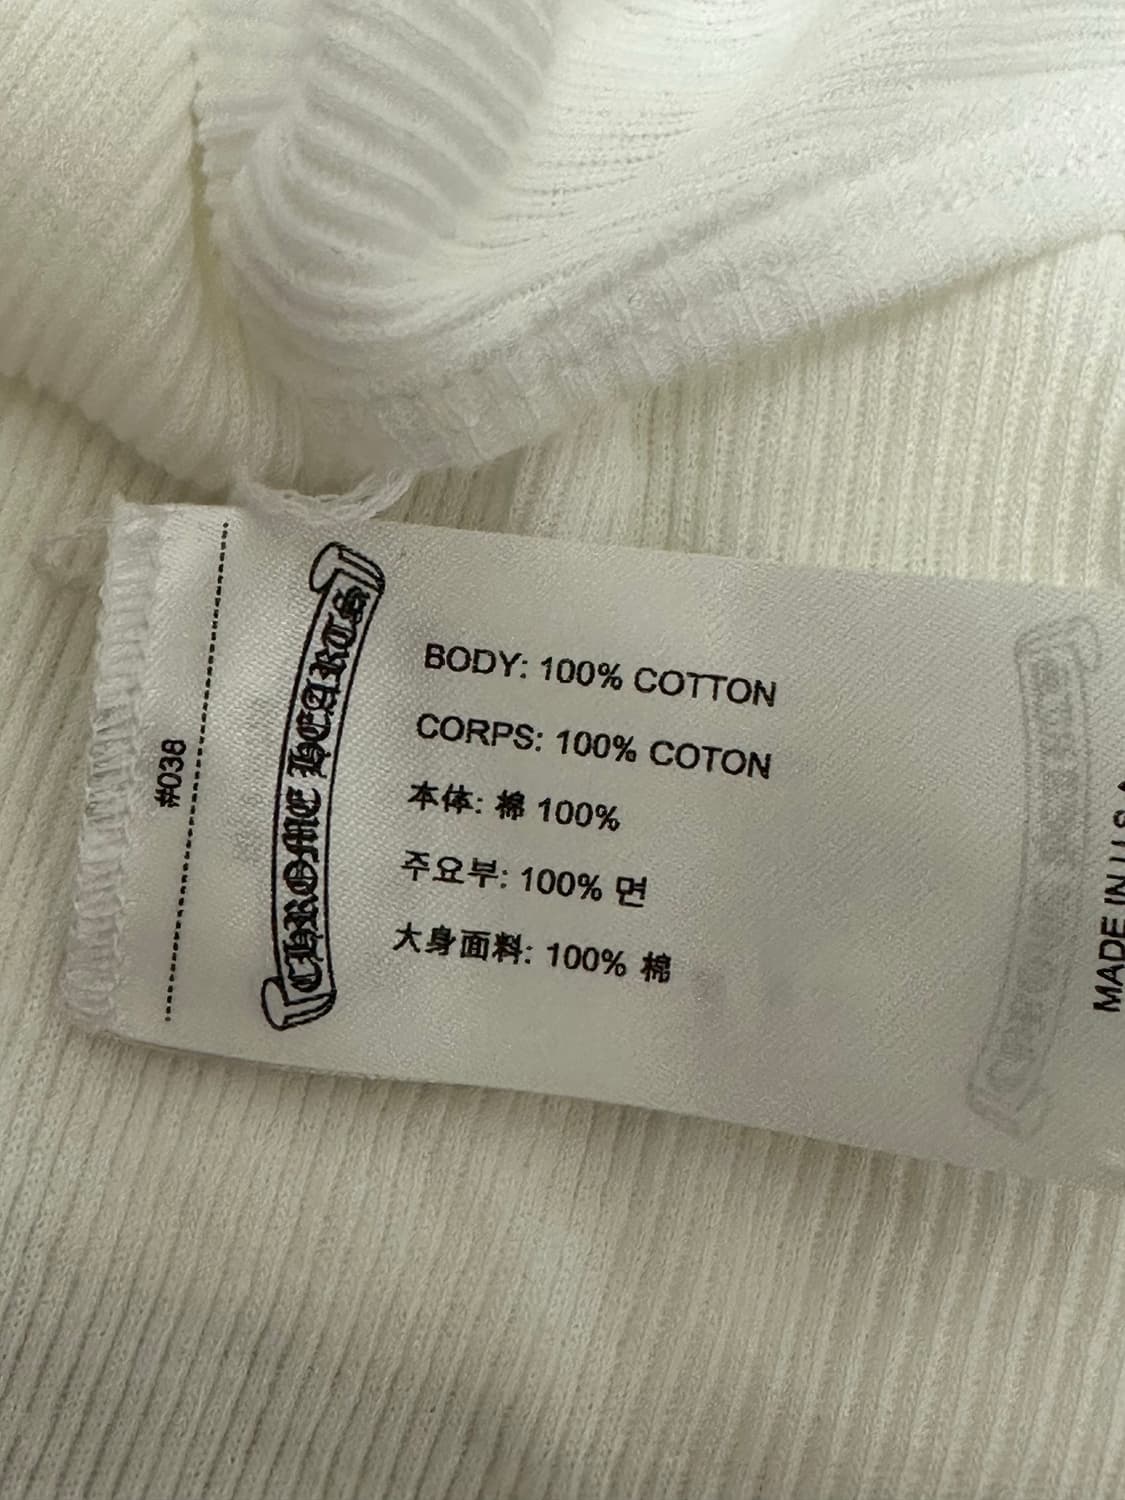 #038
CHROME HEARTS
BODY: 100% COTTON
CORPS: 100% COTON
本体: 棉 100%
주요부: 100% 면
大身面料: 100% 棉
MADE IN U.S.A